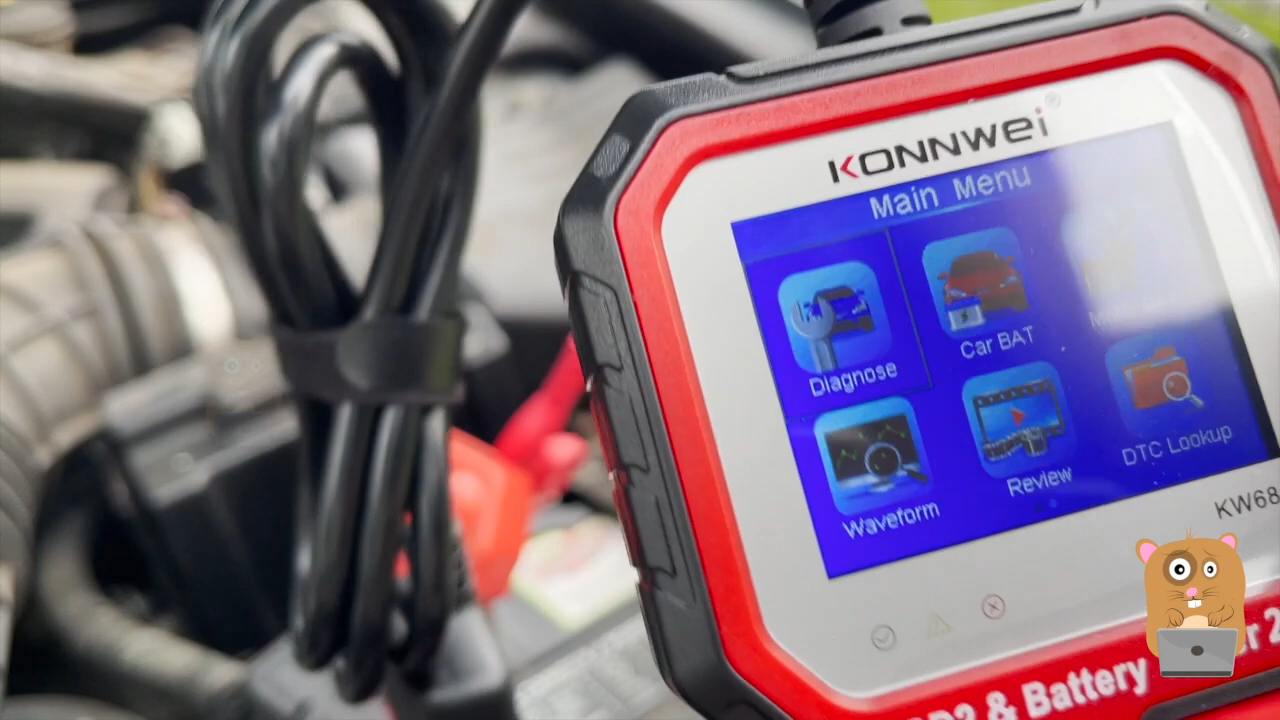 KONNWEI
Main Menu
Diagnose
Car BAT
Waveform
Review
DTC Lookup
KW68
& Battery